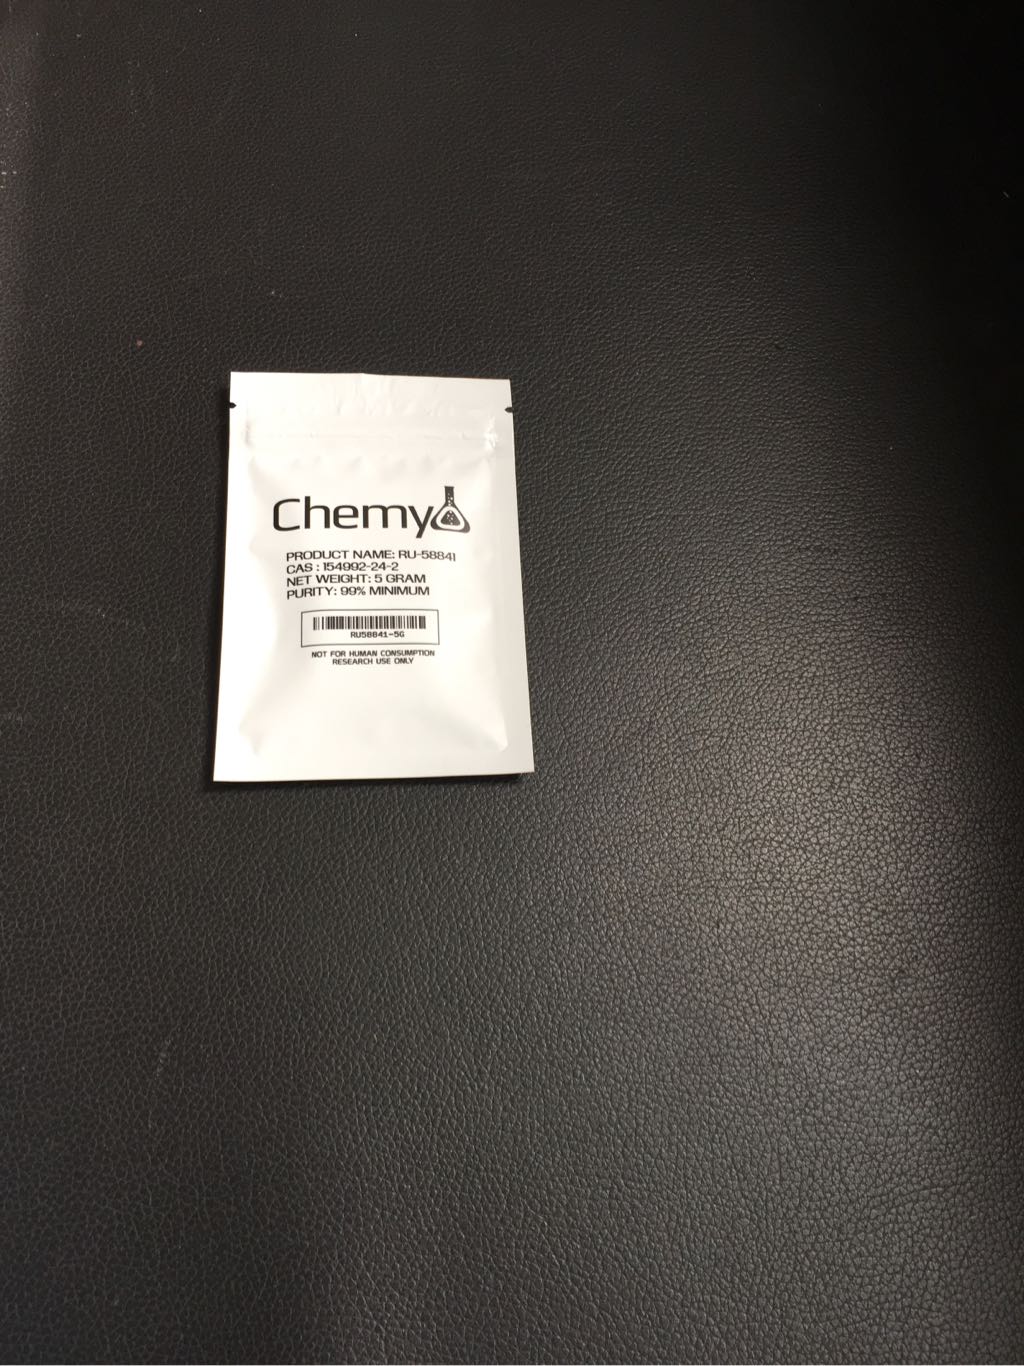 Chemyo
PRODUCT NAME: RU-58841
CAS : 154992-24-2
NET WEIGHT: 5 GRAM
PURITY: 99% MINIMUM
RU58841-5G
NOT FOR HUMAN CONSUMPTION
RESEARCH USE ONLY